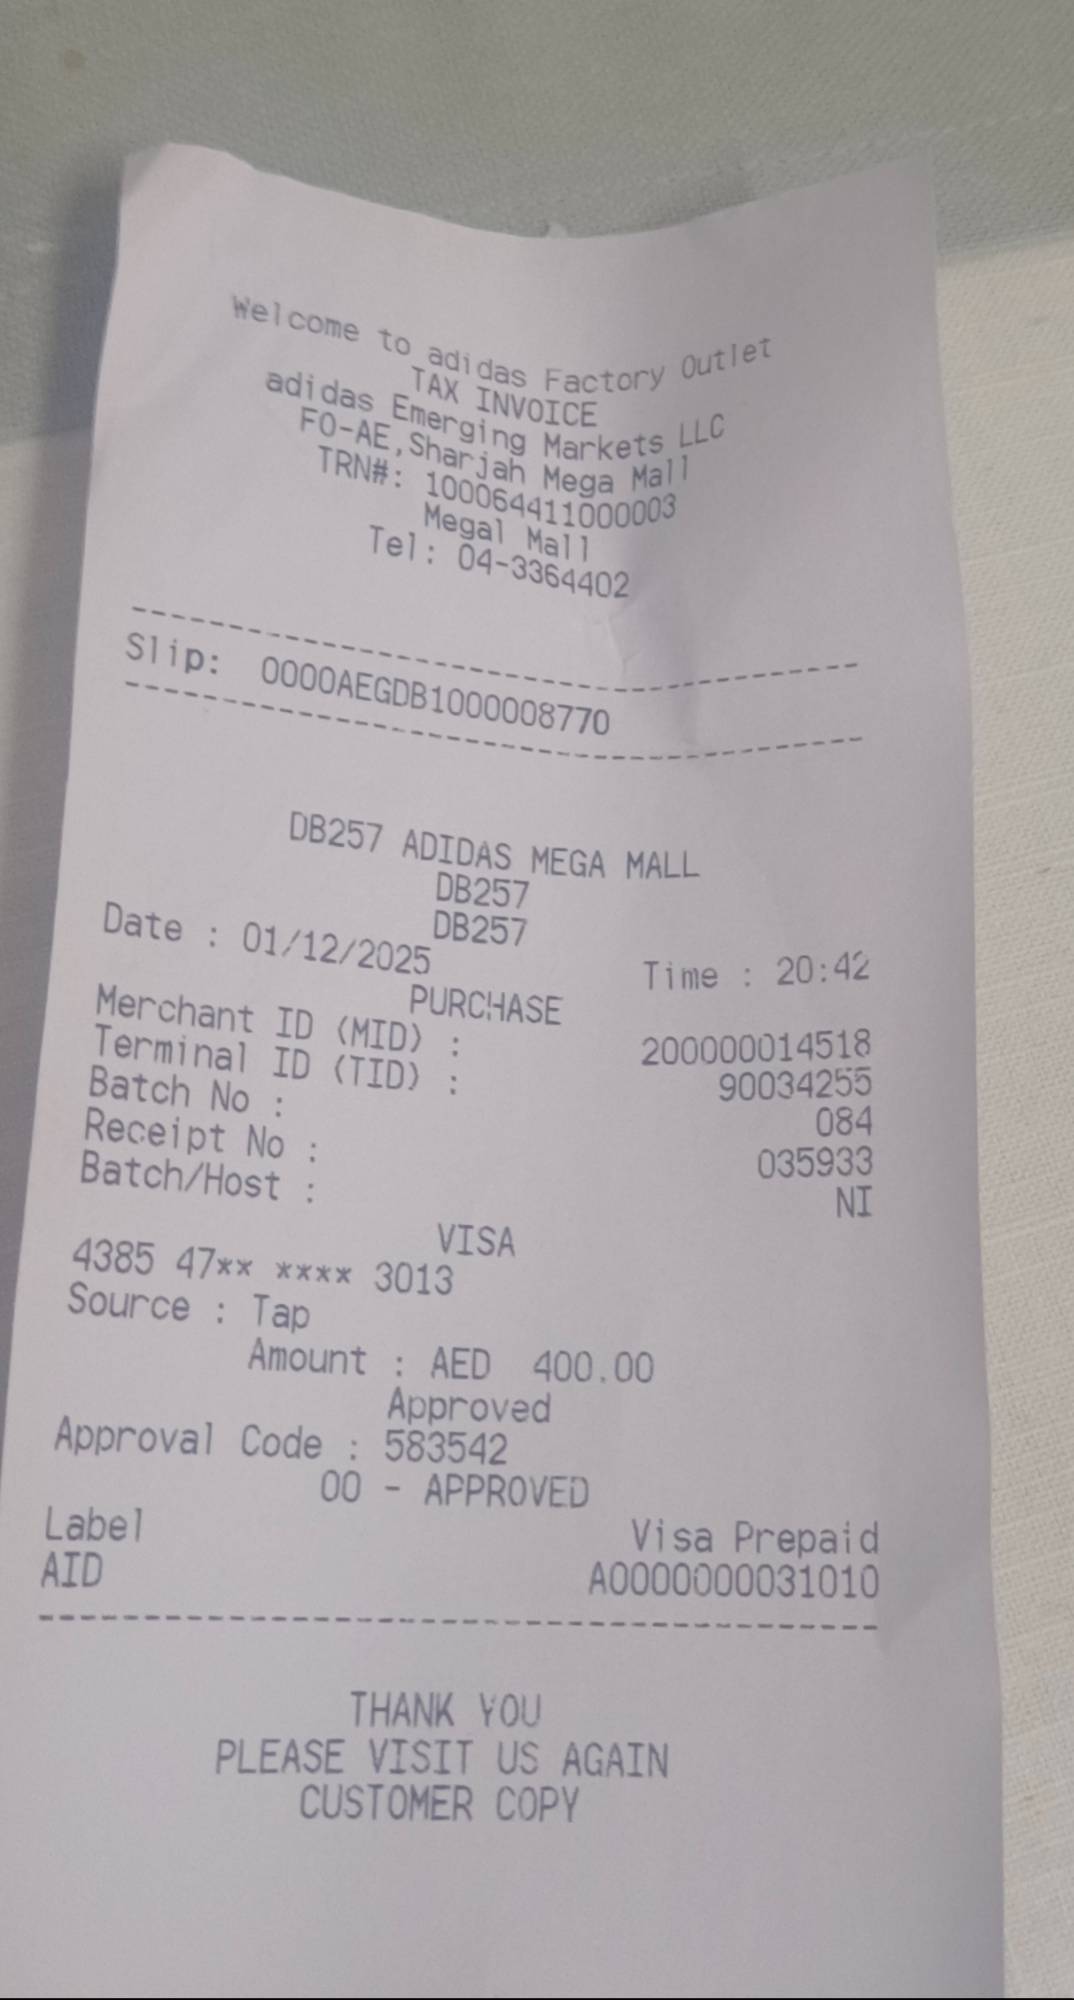 Welcome to adidas Factory Outlet
TAX INVOICE
adidas Emerging Markets LLC
FO-AE,Sharjah Mega Mall
TRN#: 100064411000003
Megal Mall
Tel: 04-3364402
Slip: 0000AEGDB1000008770
DB257 ADIDAS MEGA MALL
DB257
DB257
Date : 01/12/2025 Time : 20:42
PURCHASE
Merchant ID (MID) : 200000014518
Terminal ID (TID) : 90034255
Batch No : 084
Receipt No : 035933
Batch/Host : NI
VISA
4385 47** **** 3013
Source : Tap
Amount : AED 400.00
Approved
Approval Code : 583542
00 - APPROVED
Label Visa Prepaid
AID A0000000031010
THANK YOU
PLEASE VISIT US AGAIN
CUSTOMER COPY